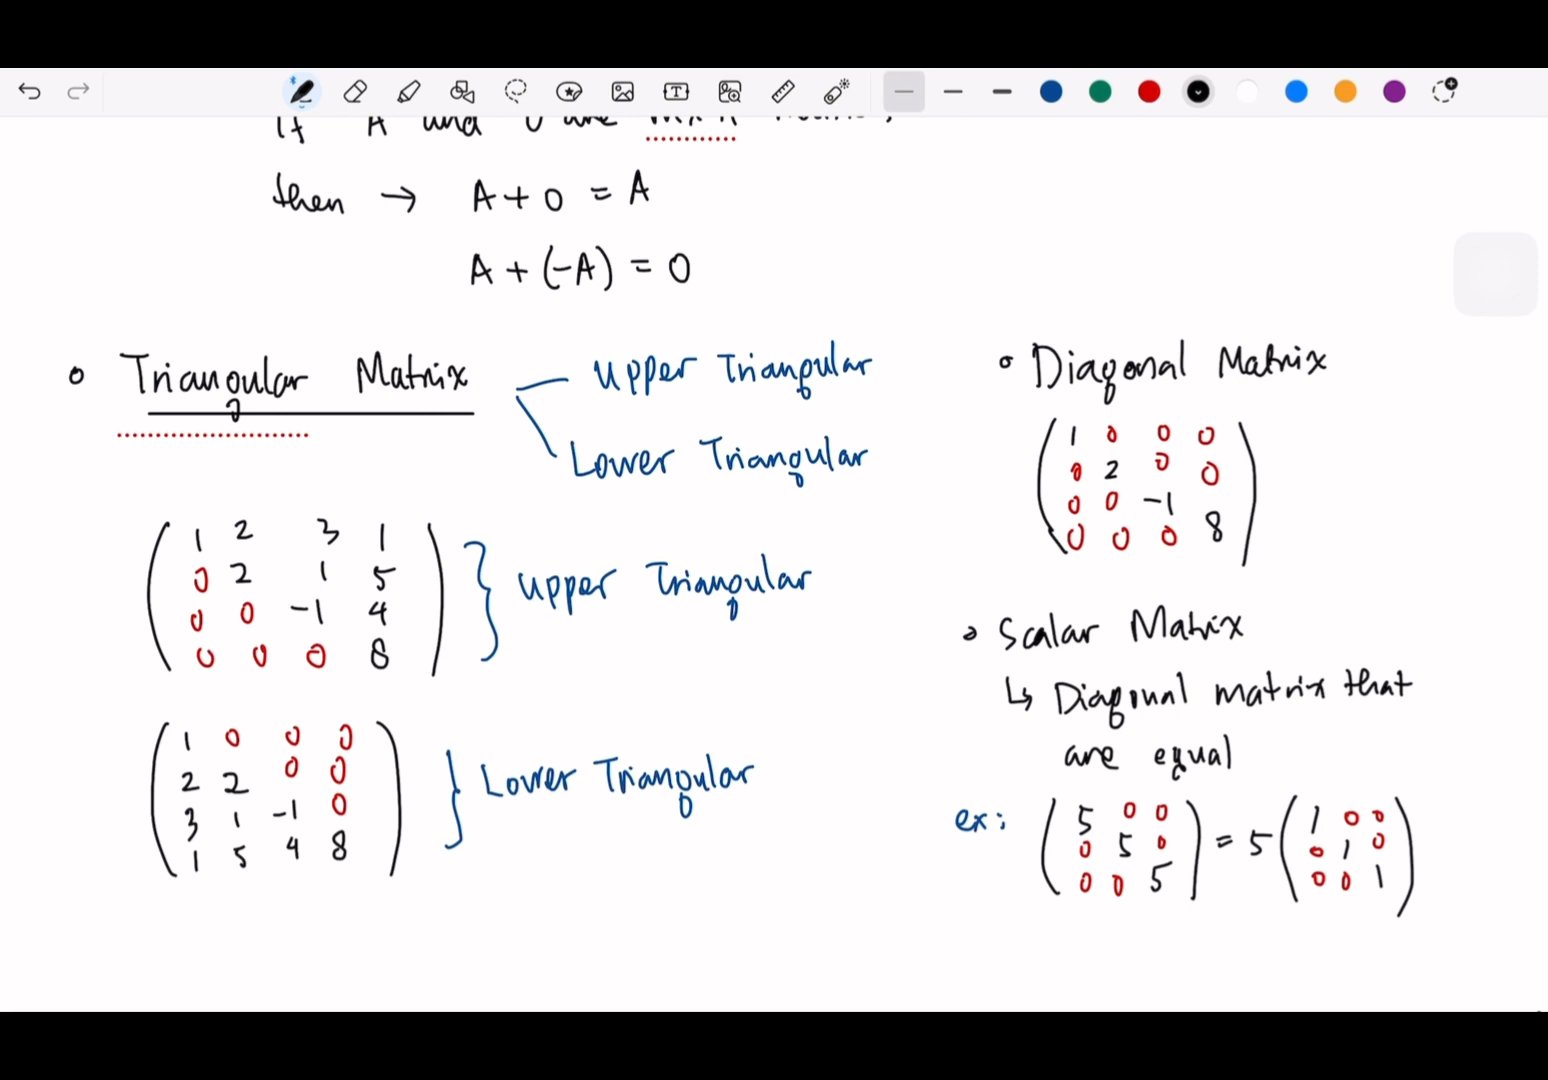 If A and 0 are m x n
then → A + 0 = A
A + (-A) = 0
• Triangular Matrix
Upper Triangular
Lower Triangular
1 2 3 1
0 2 1 5
0 0 -1 4
0 0 0 8
Upper Triangular
1 0 0 0
2 2 0 0
3 1 -1 0
1 5 4 8
Lower Triangular
• Diagonal Matrix
1 0 0 0
0 2 0 0
0 0 -1
0 0 0 8
• Scalar Matrix
↳ Diagonal matrix that
are equal
ex:
5 0 0
0 5 0
0 0 5
= 5
1 0 0
0 1 0
0 0 1